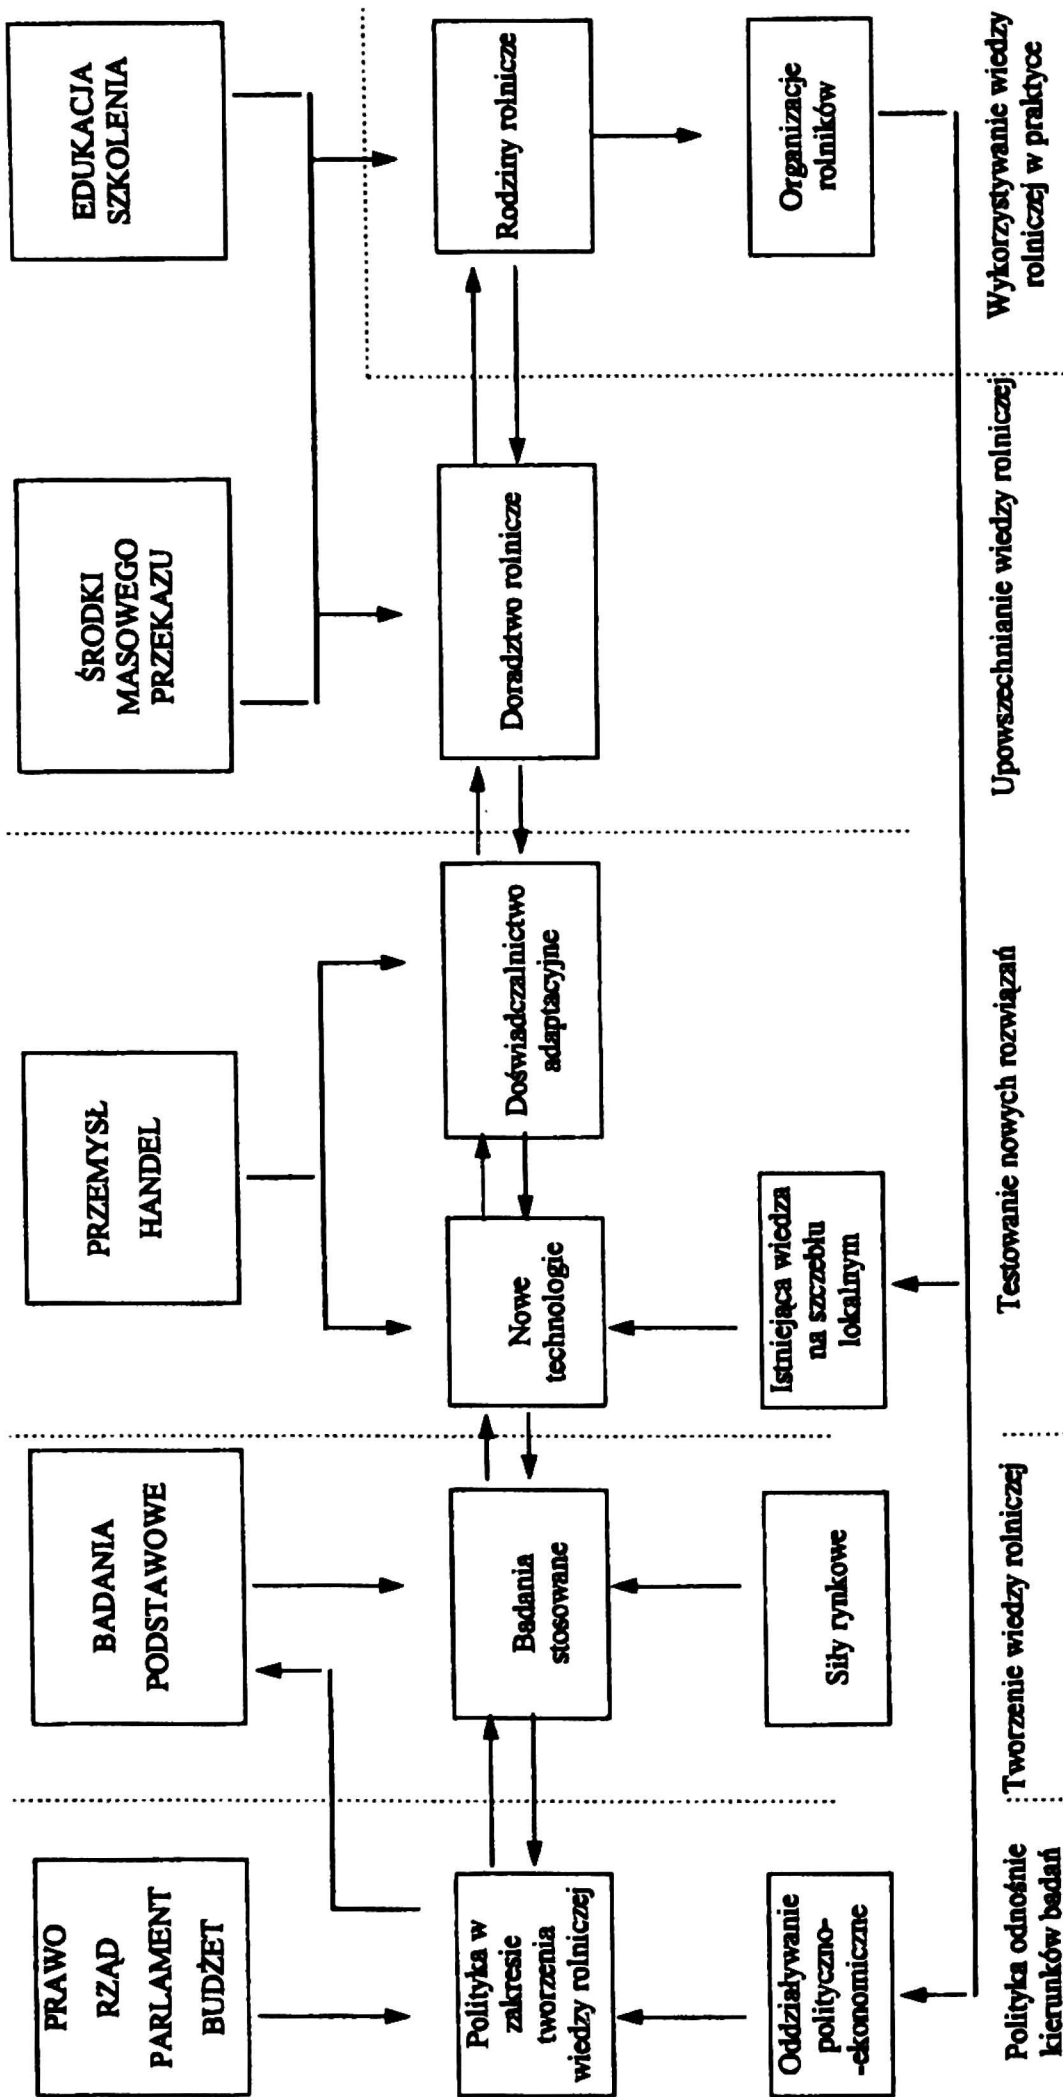 PRAWO
RZĄD
PARLAMENT
BUDŻET
BADANIA
PODSTAWOWE
PRZEMYSŁ
HANDEL
ŚRODKI
MASOWEGO
PRZEKAZU
EDUKACJA
SZKOLENIA
Polityka w
zakresie
tworzenia
wiedzy rolniczej
Badania
stosowane
Nowe
technologie
Doświadczalnictwo
adaptacyjne
Doradztwo rolnicze
Rodziny rolnicze
Oddziaływanie
polityczno-
-ekonomiczne
Siły rynkowe
Istniejąca wiedza
na szczeblu
lokalnym
Organizacje
rolników
Polityka odnośnie
kierunków badań
Tworzenie wiedzy rolniczej
Testowanie nowych rozwiązań
Upowszechnianie wiedzy rolniczej
Wykorzystywanie wiedzy
rolniczej w praktyce